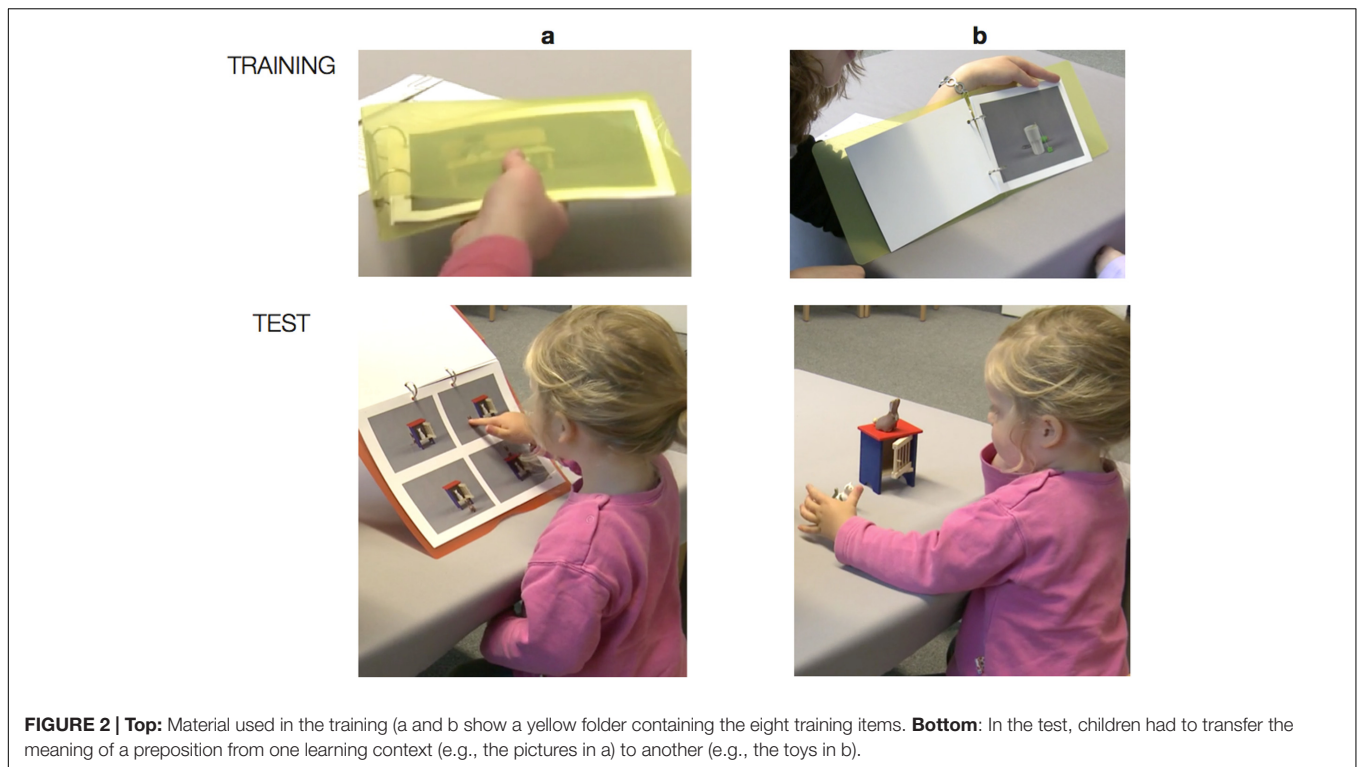 a
b
TRAINING
TEST
FIGURE 2 | Top: Material used in the training (a and b show a yellow folder containing the eight training items. Bottom: In the test, children had to transfer the
meaning of a preposition from one learning context (e.g., the pictures in a) to another (e.g., the toys in b).